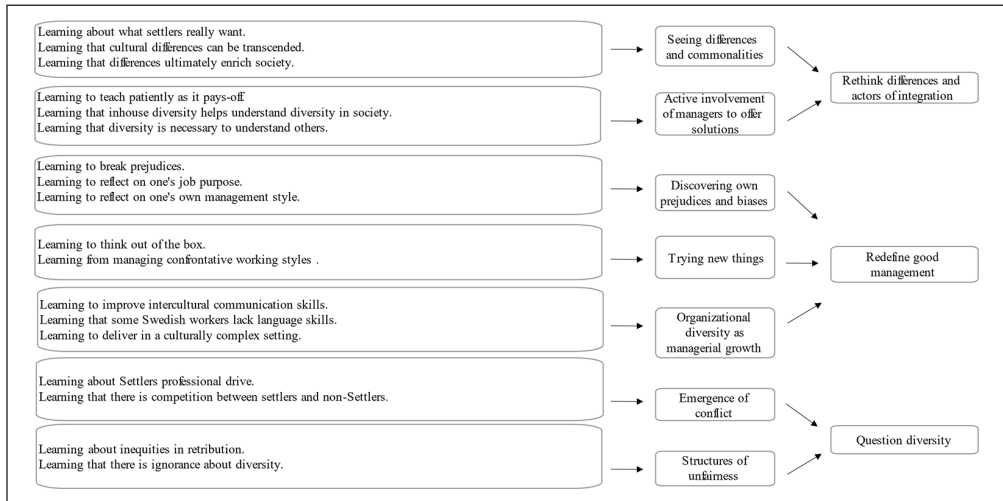 Learning about what settlers really want.
Learning that cultural differences can be transcended.
Learning that differences ultimately enrich society.
Seeing differences
and commonalities
Learning to teach patiently as it pays-off.
Learning that inhouse diversity helps understand diversity in society.
Learning that diversity is necessary to understand others.
Active involvement
of managers to offer
solutions
Rethink differences and
actors of integration
Learning to break prejudices.
Learning to reflect on one's job purpose.
Learning to reflect on one's own management style.
Discovering own
prejudices and biases
Learning to think out of the box.
Learning from managing confrontative working styles .
Trying new things
Learning to improve intercultural communication skills.
Learning that some Swedish workers lack language skills.
Learning to deliver in a culturally complex setting.
Organizational
diversity as
managerial growth
Redefine good
management
Learning about Settlers professional drive.
Learning that there is competition between settlers and non-Settlers.
Emergence of
conflict
Learning about inequities in retribution.
Learning that there is ignorance about diversity.
Structures of
unfairness
Question diversity